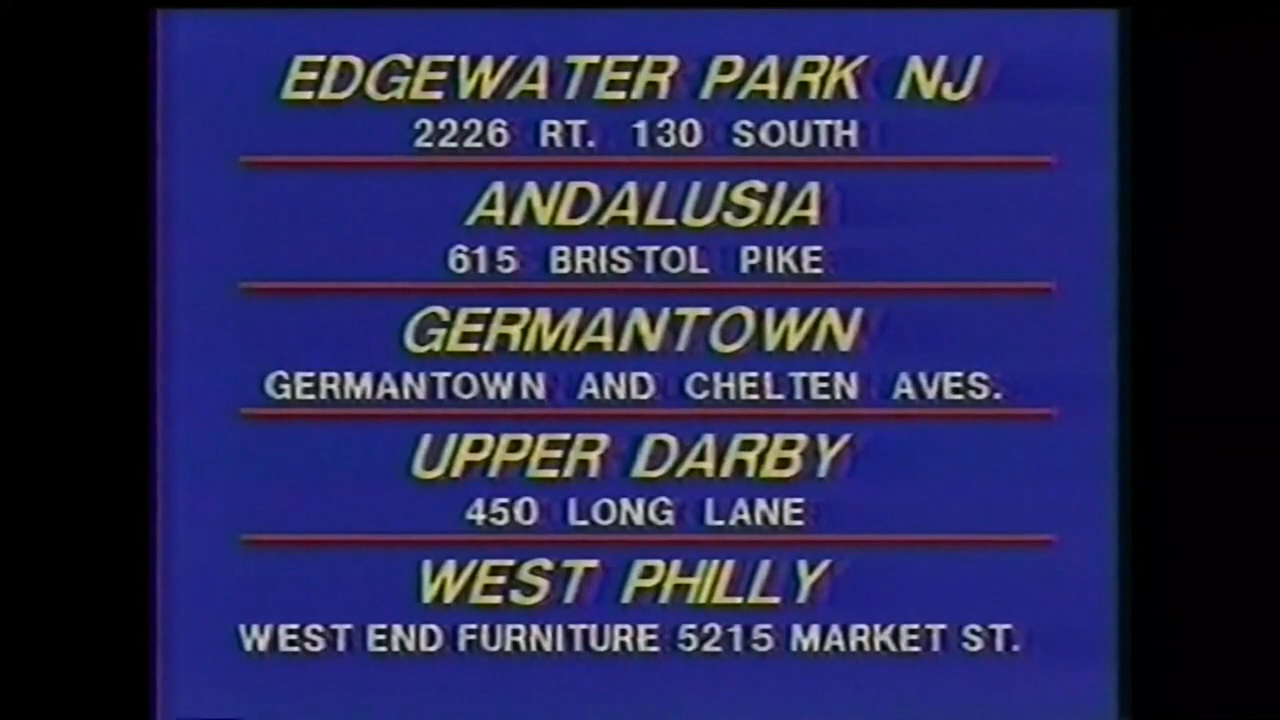 EDGEWATER PARK NJ
2226 RT. 130 SOUTH
ANDALUSIA
615 BRISTOL PIKE
GERMANTOWN
GERMANTOWN AND CHELTEN AVES.
UPPER DARBY
450 LONG LANE
WEST PHILLY
WEST END FURNITURE 5215 MARKET ST.